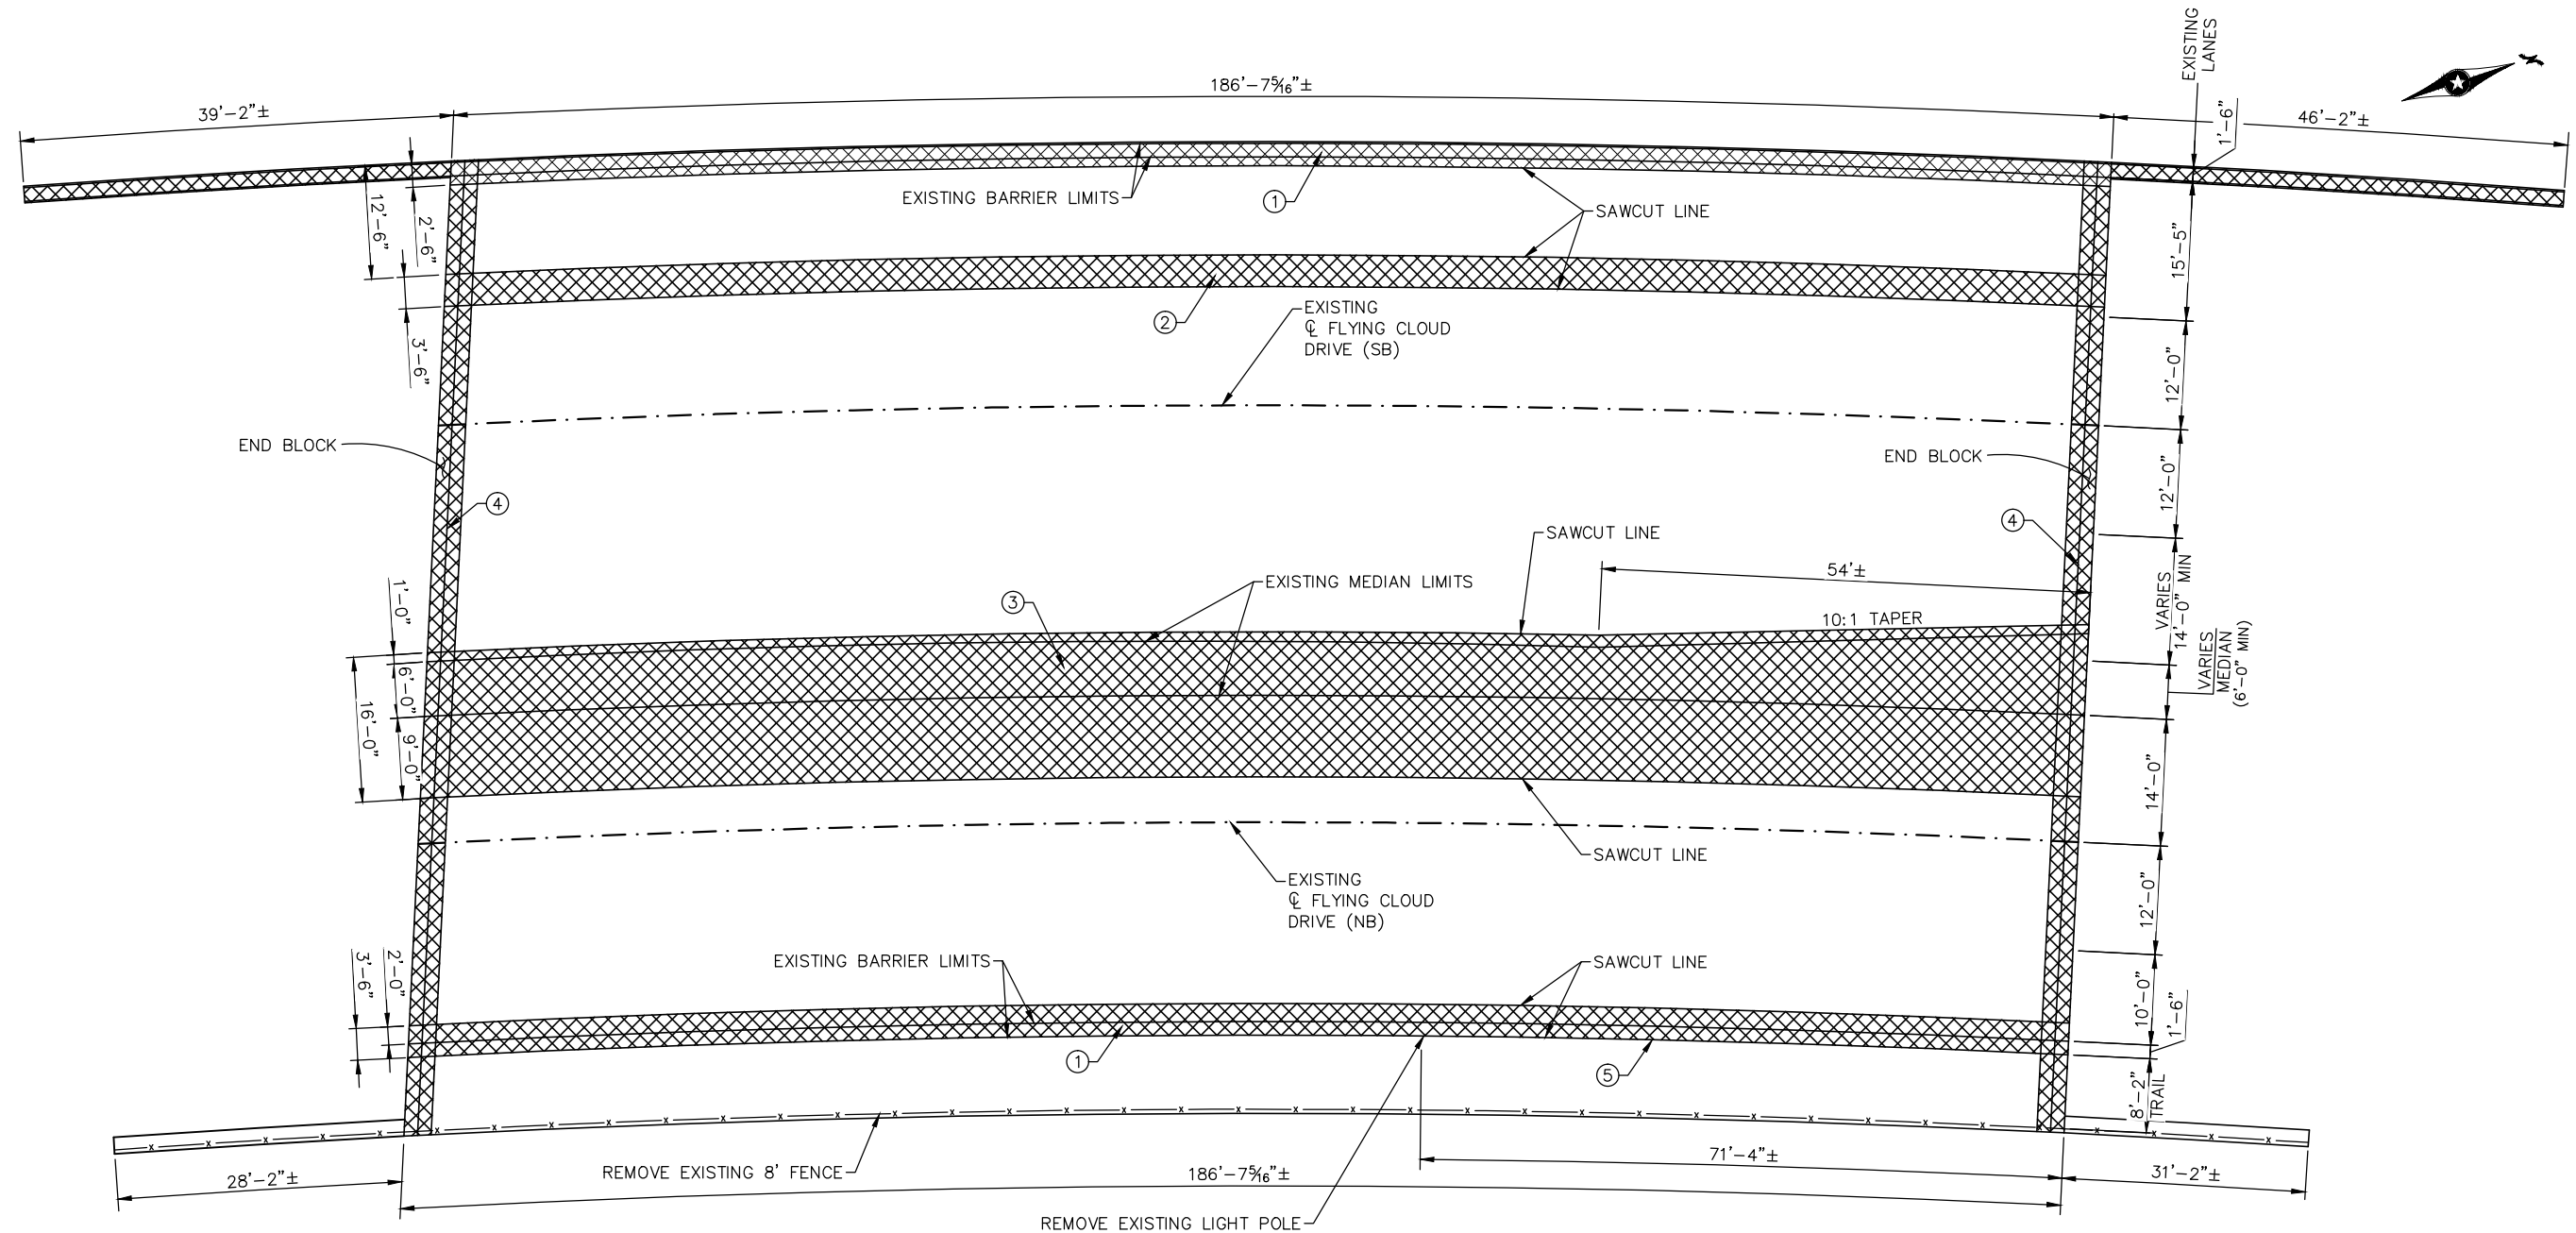 186'-7 5/16"±
39'-2"±
46'-2"±
EXISTING
LANES
1'-6"
12'-6"
2'-6"
3'-6"
EXISTING BARRIER LIMITS
1
SAWCUT LINE
2
EXISTING
℄ FLYING CLOUD
DRIVE (SB)
15'-5"
12'-0"
12'-0"
END BLOCK
END BLOCK
4
4
SAWCUT LINE
54'±
10:1 TAPER
VARIES
14'-0" MIN
VARIES
MEDIAN
(6'-0" MIN)
EXISTING MEDIAN LIMITS
3
1'-0"
6'-0"
16'-0"
9'-0"
14'-0"
SAWCUT LINE
EXISTING
℄ FLYING CLOUD
DRIVE (NB)
12'-0"
10'-0"
1'-6"
3'-6"
2'-0"
EXISTING BARRIER LIMITS
SAWCUT LINE
1
5
8'-2"
TRAIL
REMOVE EXISTING 8' FENCE
28'-2"±
186'-7 5/16"±
71'-4"±
31'-2"±
REMOVE EXISTING LIGHT POLE